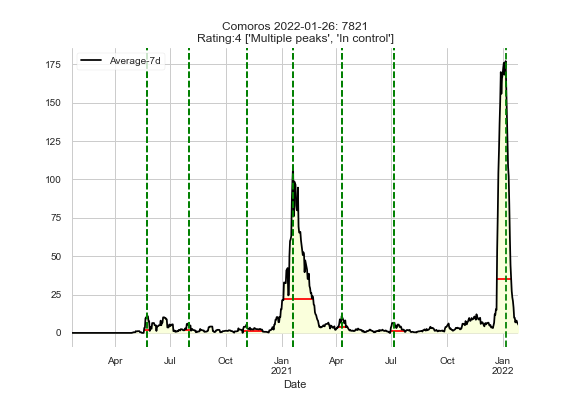 Comoros 2022-01-26: 7821
Rating:4 ['Multiple peaks', 'In control']
Average-7d
175
150
125
100
75
50
25
0
Apr Jul Oct Jan Apr Jul Oct Jan
2021 2022
Date